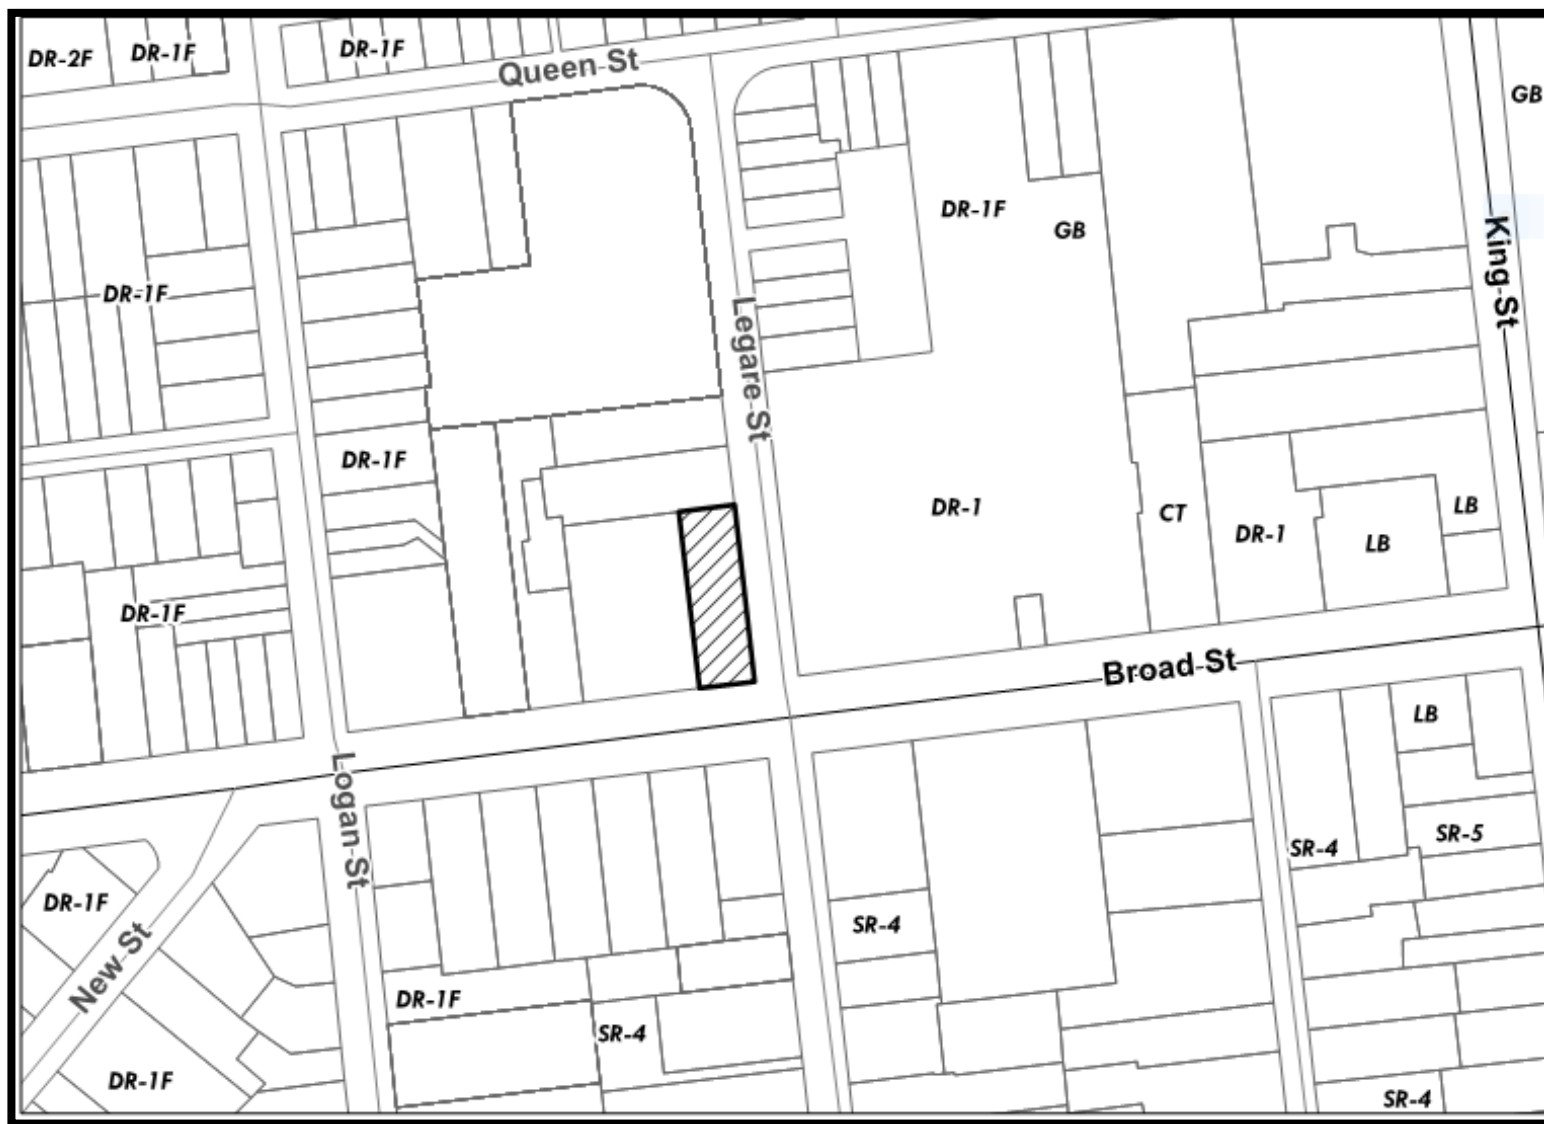 DR-2F
DR-1F
DR-1F
Queen St
GB
DR-1F
GB
King St
DR-1F
Legare St
DR-1F
DR-1
CT
DR-1
LB
LB
DR-1F
Broad St
LB
Logan St
SR-4
SR-5
DR-1F
SR-4
New St
DR-1F
SR-4
DR-1F
SR-4